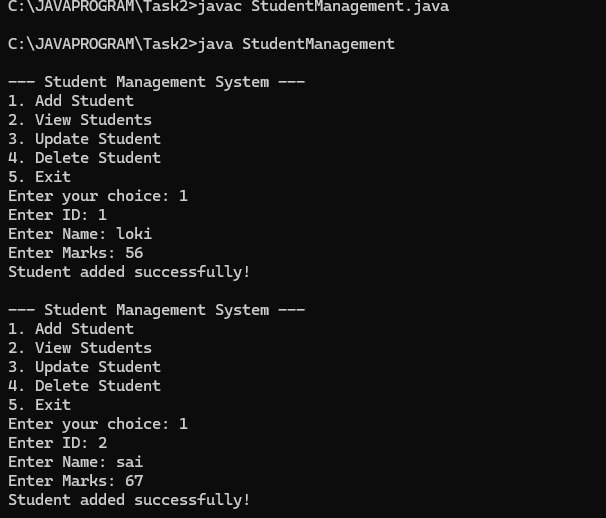 C:\JAVAPROGRAM\Task2>javac StudentManagement.java
C:\JAVAPROGRAM\Task2>java StudentManagement
--- Student Management System ---
1. Add Student
2. View Students
3. Update Student
4. Delete Student
5. Exit
Enter your choice: 1
Enter ID: 1
Enter Name: loki
Enter Marks: 56
Student added successfully!
--- Student Management System ---
1. Add Student
2. View Students
3. Update Student
4. Delete Student
5. Exit
Enter your choice: 1
Enter ID: 2
Enter Name: sai
Enter Marks: 67
Student added successfully!